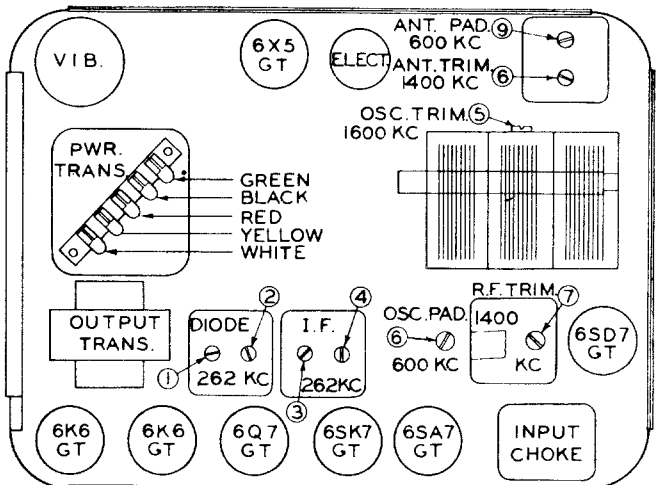 VIB.
6X5
GT
ELECT.
ANT. PAD. ⑨
600 KC
ANT. TRIM.
1400 KC ⑥
OSC. TRIM. ⑤
1600 KC
PWR.
TRANS.
GREEN
BLACK
RED
YELLOW
WHITE
OUTPUT
TRANS.
DIODE
①
②
262 KC
I.F.
③
④
262KC
OSC. PAD.
⑥
600 KC
R.F. TRIM.
1400
KC
⑦
6SD7
GT
6K6
GT
6K6
GT
6Q7
GT
6SK7
GT
6SA7
GT
INPUT
CHOKE